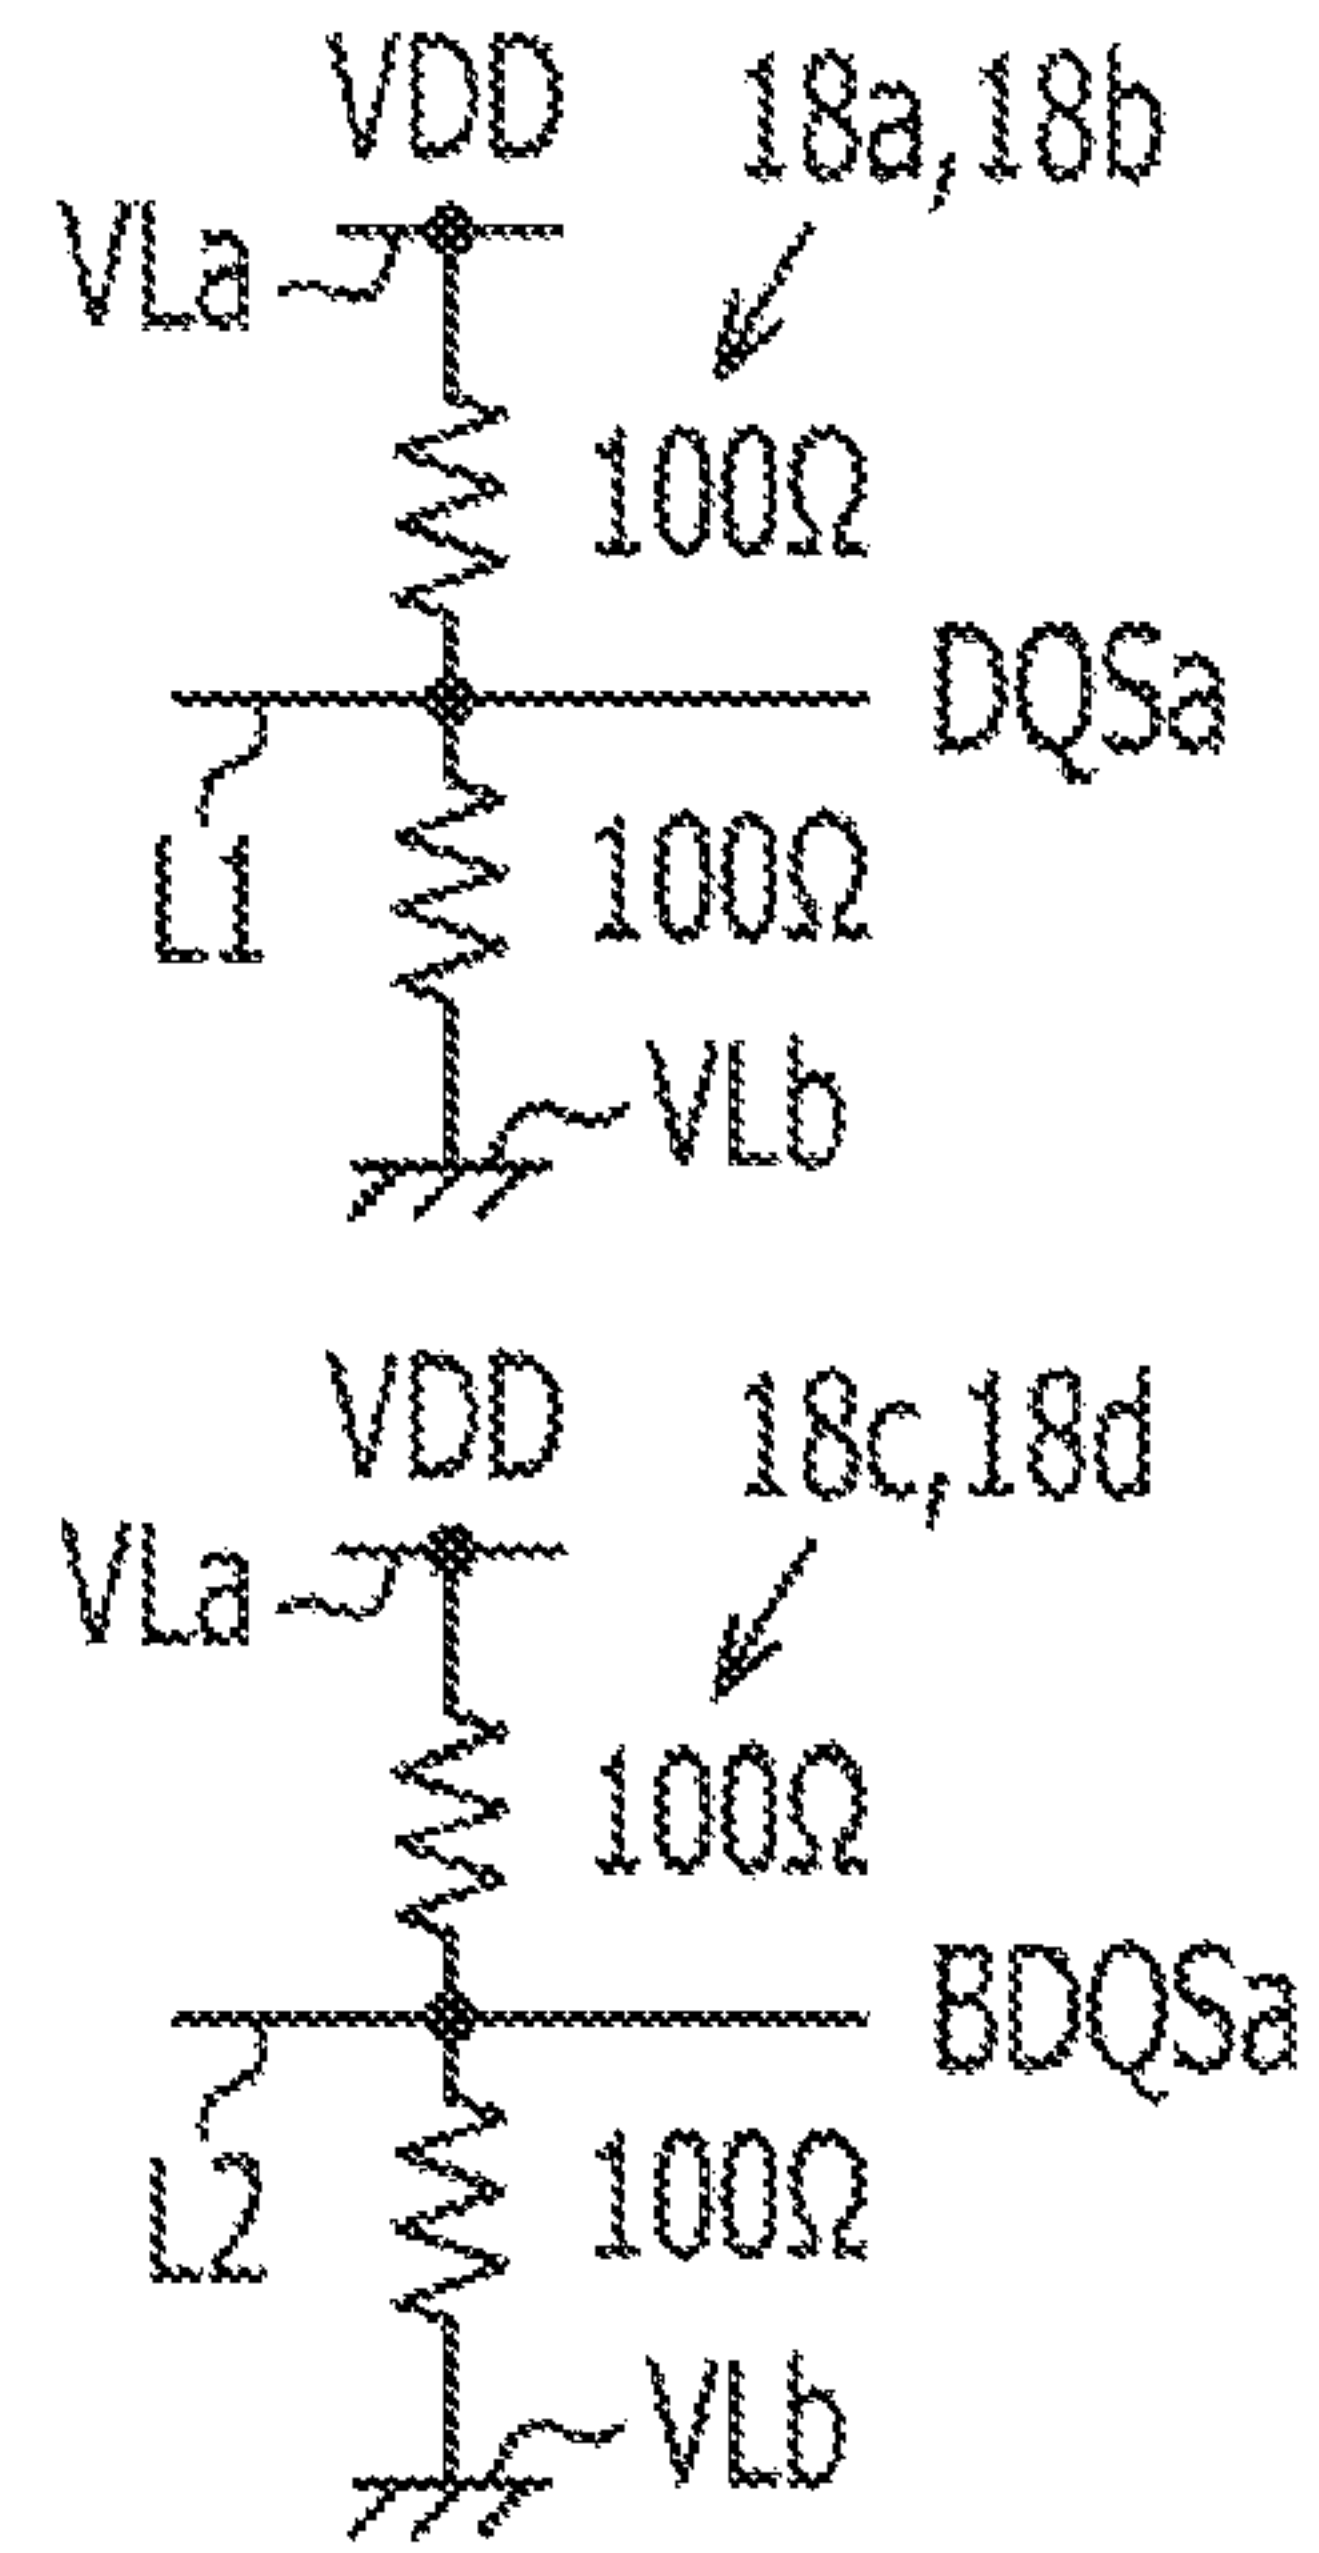 VDD
18a,18b
VLa
100Ω
DQSa
L1
100Ω
VLb
VDD
18c,18d
VLa
100Ω
BDQSa
L2
100Ω
VLb